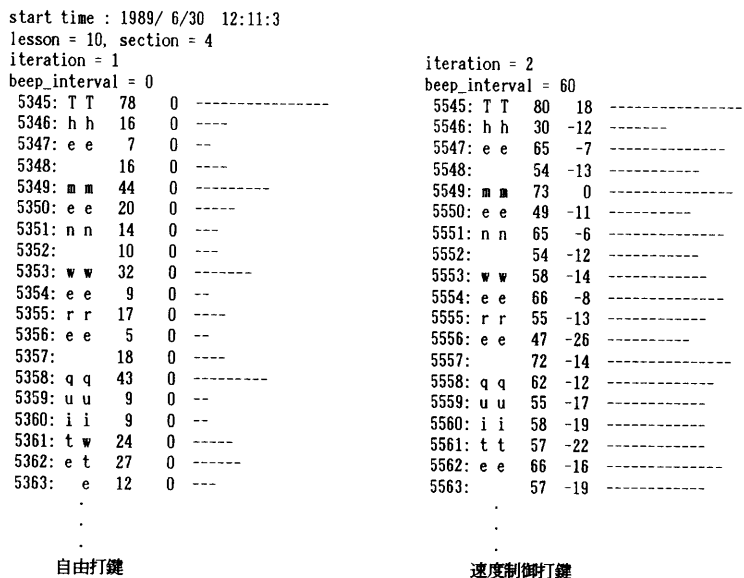 start time : 1989/ 6/30  12:11:3
lesson = 10, section = 4
iteration = 1
beep_interval = 0
5345: T T 78 0 ----------------
5346: h h 16 0 ----
5347: e e 7 0 --
5348: 16 0 ----
5349: m m 44 0 ---------
5350: e e 20 0 -----
5351: n n 14 0 ---
5352: 10 0 ---
5353: w w 32 0 -------
5354: e e 9 0 --
5355: r r 17 0 ----
5356: e e 5 0 --
5357: 18 0 ----
5358: q q 43 0 ---------
5359: u u 9 0 --
5360: i i 9 0 --
5361: t w 24 0 -----
5362: e t 27 0 ------
5363: e 12 0 ---
.
.
.
自由打鍵
iteration = 2
beep_interval = 60
5545: T T 80 18 ----------------
5546: h h 30 -12 -------
5547: e e 65 -7 --------------
5548: 54 -13 -----------
5549: m m 73 0 ---------------
5550: e e 49 -11 ----------
5551: n n 65 -6 --------------
5552: 54 -12 -----------
5553: w w 58 -14 ------------
5554: e e 66 -8 --------------
5555: r r 55 -13 ------------
5556: e e 47 -26 ----------
5557: 72 -14 ---------------
5558: q q 62 -12 -------------
5559: u u 55 -17 ------------
5560: i i 58 -19 ------------
5561: t t 57 -22 ------------
5562: e e 66 -16 --------------
5563: 57 -19 ------------
.
.
.
速度制御打鍵